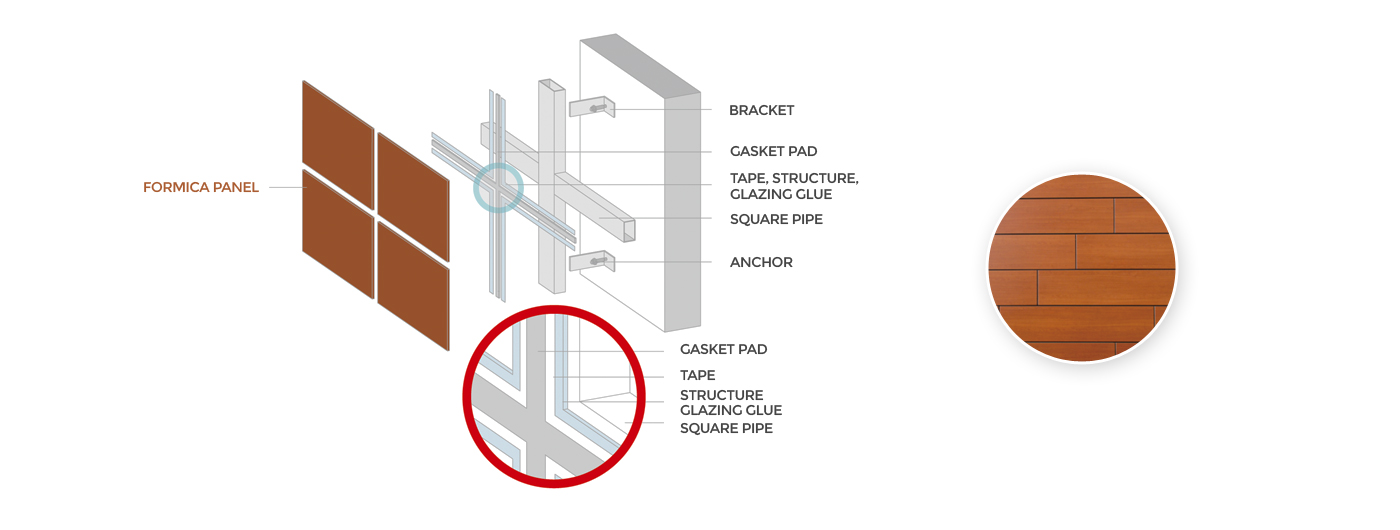 FORMICA PANEL
BRACKET
GASKET PAD
TAPE, STRUCTURE,
GLAZING GLUE
SQUARE PIPE
ANCHOR
GASKET PAD
TAPE
STRUCTURE
GLAZING GLUE
SQUARE PIPE